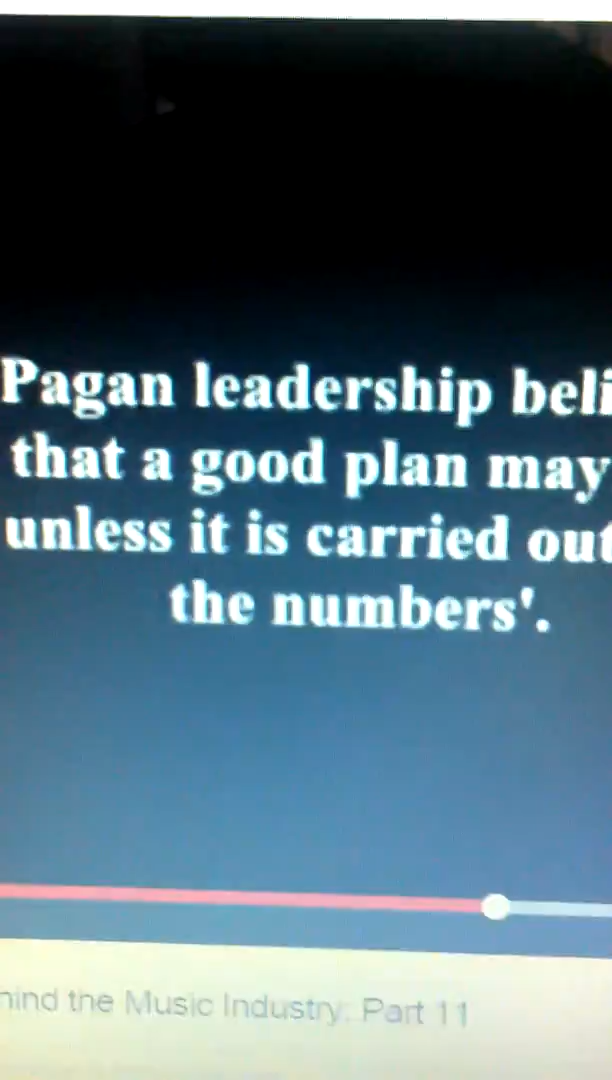 Pagan leadership beli
that a good plan may
unless it is carried out
the numbers'.
hind the Music Industry: Part 11